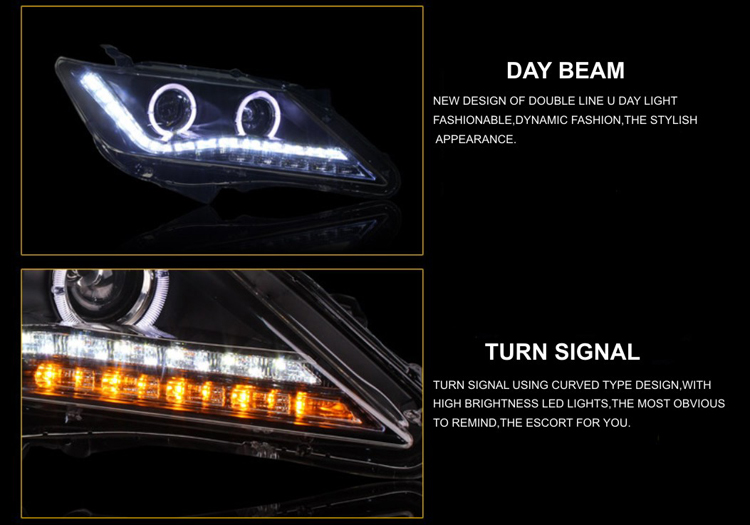 DAY BEAM
NEW DESIGN OF DOUBLE LINE U DAY LIGHT
FASHIONABLE,DYNAMIC FASHION,THE STYLISH
APPEARANCE.
TURN SIGNAL
TURN SIGNAL USING CURVED TYPE DESIGN,WITH
HIGH BRIGHTNESS LED LIGHTS,THE MOST OBVIOUS
TO REMIND,THE ESCORT FOR YOU.